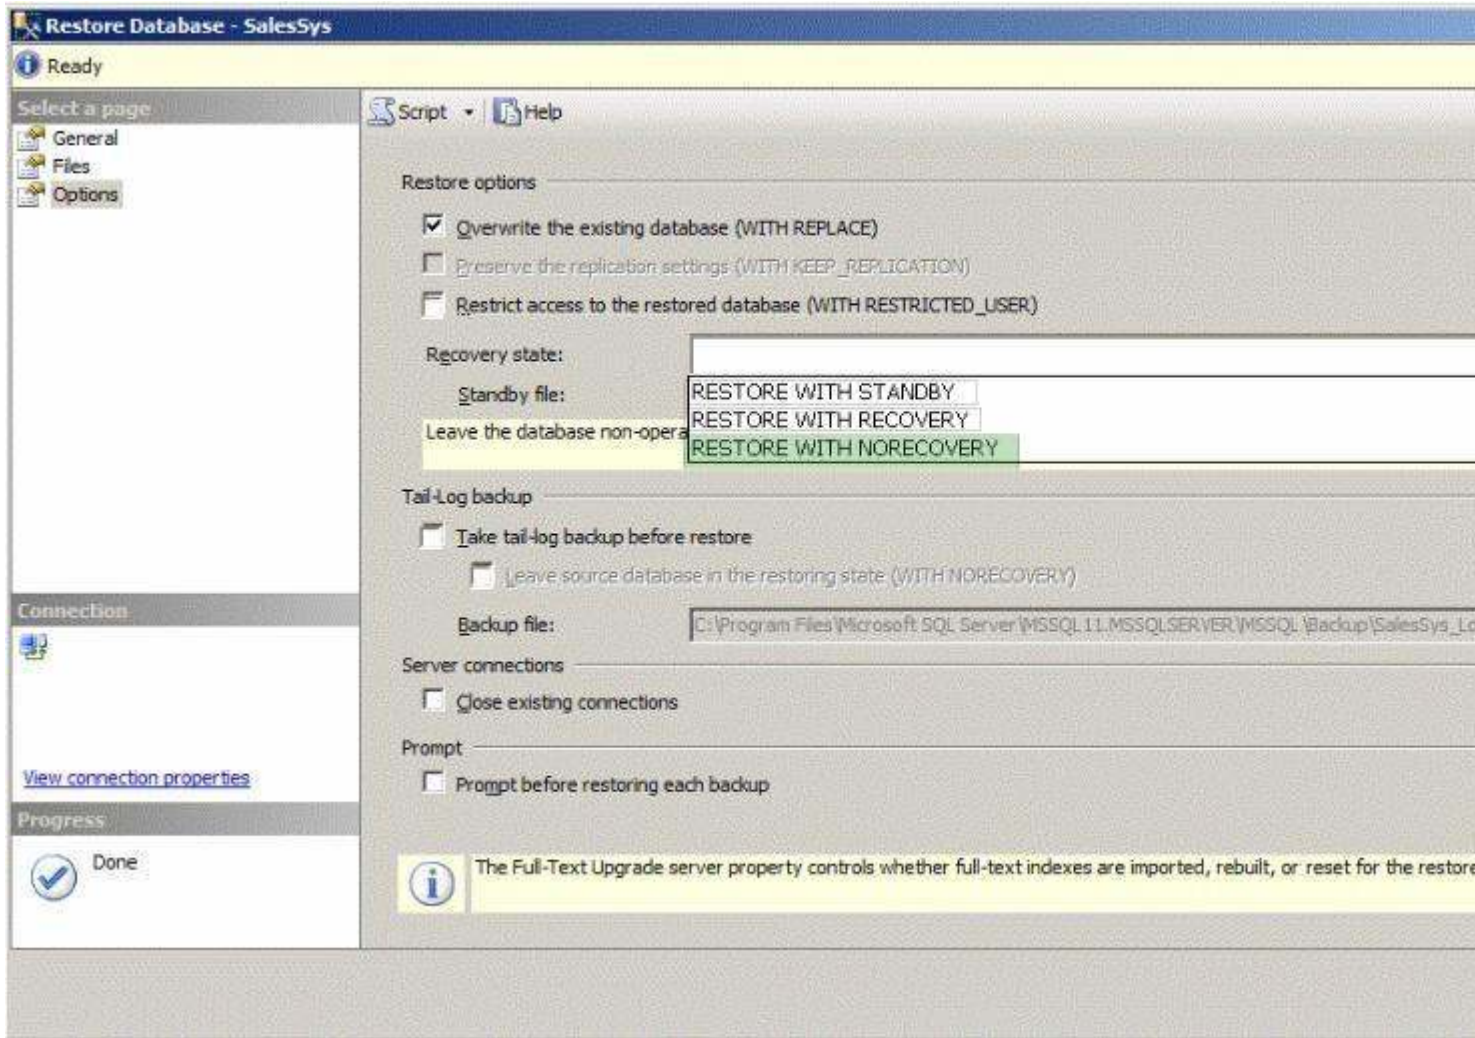 Restore Database - SalesSys
Ready
Select a page
General
Files
Options
Script
Help
Restore options
Overwrite the existing database (WITH REPLACE)
Preserve the replication settings (WITH KEEP_REPLICATION)
Restrict access to the restored database (WITH RESTRICTED_USER)
Recovery state:
Standby file:
RESTORE WITH STANDBY
RESTORE WITH RECOVERY
RESTORE WITH NORECOVERY
Leave the database non-opera
Tail-Log backup
Take tail-log backup before restore
Leave source database in the restoring state (WITH NORECOVERY)
Backup file:
C:\Program Files\Microsoft SQL Server\MSSQL11.MSSQLSERVER\MSSQL\Backup\SalesSys_Lo
Server connections
Close existing connections
Prompt
Prompt before restoring each backup
The Full-Text Upgrade server property controls whether full-text indexes are imported, rebuilt, or reset for the restore
Connection
View connection properties
Progress
Done